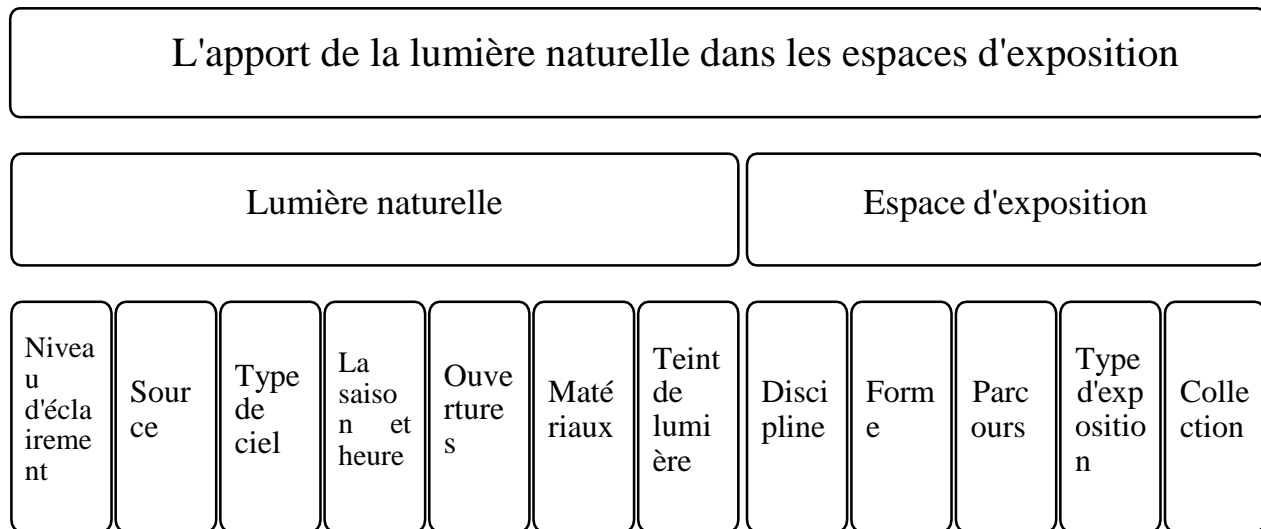 L'apport de la lumière naturelle dans les espaces d'exposition
Lumière naturelle
Espace d'exposition
Nivea
u
d'écla
ireme
nt
Sour
ce
Type
de
ciel
La
saiso
n et
heure
Ouve
rture
s
Maté
riaux
Teint
de
lumi
ère
Disci
pline
Form
e
Parc
ours
Type
d'exp
ositio
n
Colle
ction